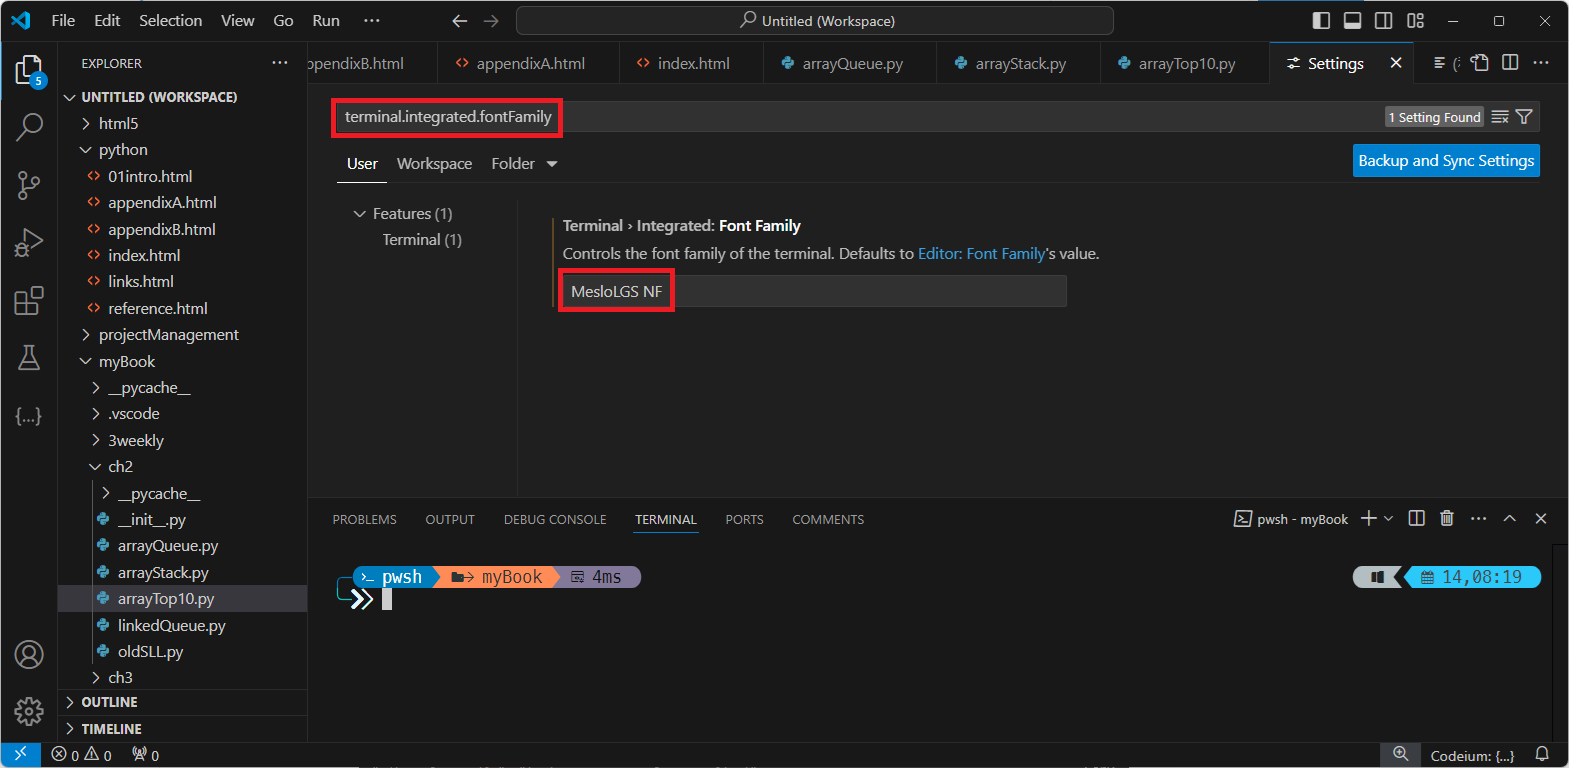 File Edit Selection View Go Run ···
Untitled (Workspace)
EXPLORER ···
5
ppendixB.html
appendixA.html
index.html
arrayQueue.py
arrayStack.py
arrayTop10.py
Settings
UNTITLED (WORKSPACE)
html5
python
01intro.html
appendixA.html
appendixB.html
index.html
links.html
reference.html
projectManagement
myBook
__pycache__
.vscode
3weekly
ch2
__pycache__
__init__.py
arrayQueue.py
arrayStack.py
arrayTop10.py
linkedQueue.py
oldSLL.py
ch3
OUTLINE
TIMELINE
terminal.integrated.fontFamily
1 Setting Found
User Workspace Folder
Backup and Sync Settings
Features (1)
Terminal (1)
Terminal › Integrated: Font Family
Controls the font family of the terminal. Defaults to Editor: Font Family's value.
MesloLGS NF
PROBLEMS OUTPUT DEBUG CONSOLE TERMINAL PORTS COMMENTS
pwsh - myBook
pwsh myBook 4ms
14,08:19
0 0 0
Codeium: {...}